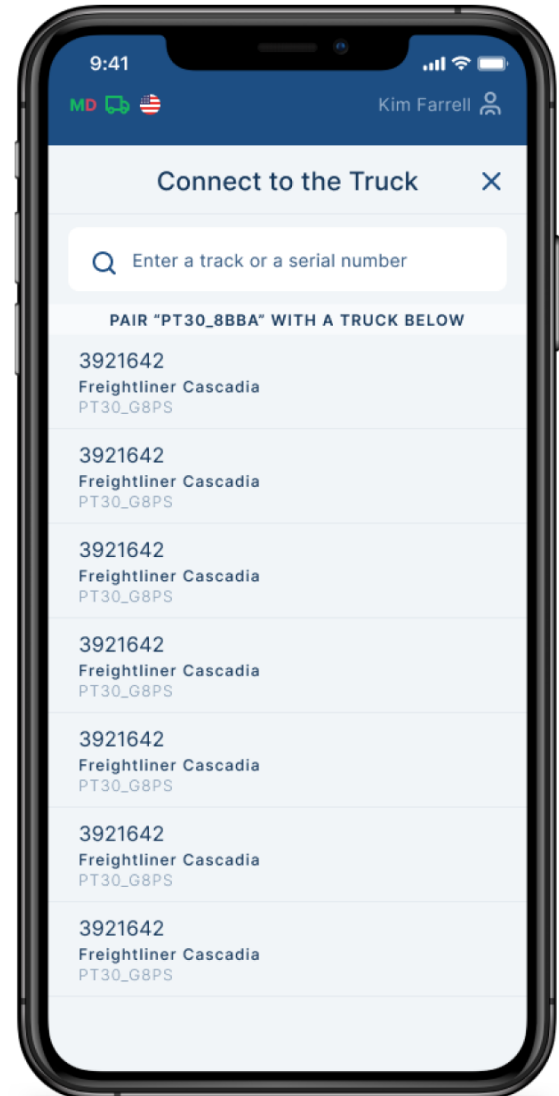 9:41
MD
Kim Farrell
Connect to the Truck
Enter a track or a serial number
PAIR "PT30_8BBA" WITH A TRUCK BELOW
3921642
Freightliner Cascadia
PT30_G8PS
3921642
Freightliner Cascadia
PT30_G8PS
3921642
Freightliner Cascadia
PT30_G8PS
3921642
Freightliner Cascadia
PT30_G8PS
3921642
Freightliner Cascadia
PT30_G8PS
3921642
Freightliner Cascadia
PT30_G8PS
3921642
Freightliner Cascadia
PT30_G8PS